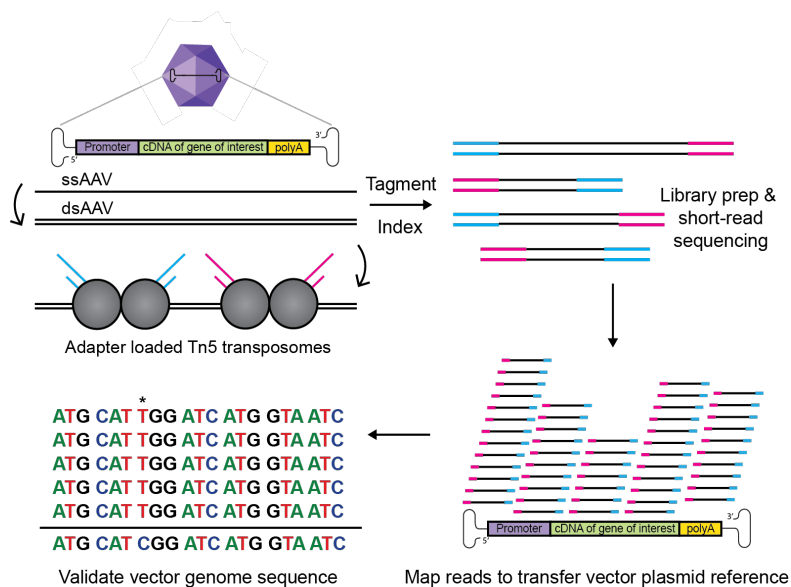 3'
5'
Promoter cDNA of gene of interest polyA
ssAAV
dsAAV
Tagment
Index
Library prep &
short-read
sequencing
Adapter loaded Tn5 transposomes
*
ATG CAT TGG ATC ATG GTA ATC
ATG CAT TGG ATC ATG GTA ATC
ATG CAT TGG ATC ATG GTA ATC
ATG CAT TGG ATC ATG GTA ATC
ATG CAT TGG ATC ATG GTA ATC
ATG CAT CGG ATC ATG GTA ATC
Validate vector genome sequence
3'
Promoter cDNA of gene of interest polyA
5'
Map reads to transfer vector plasmid reference